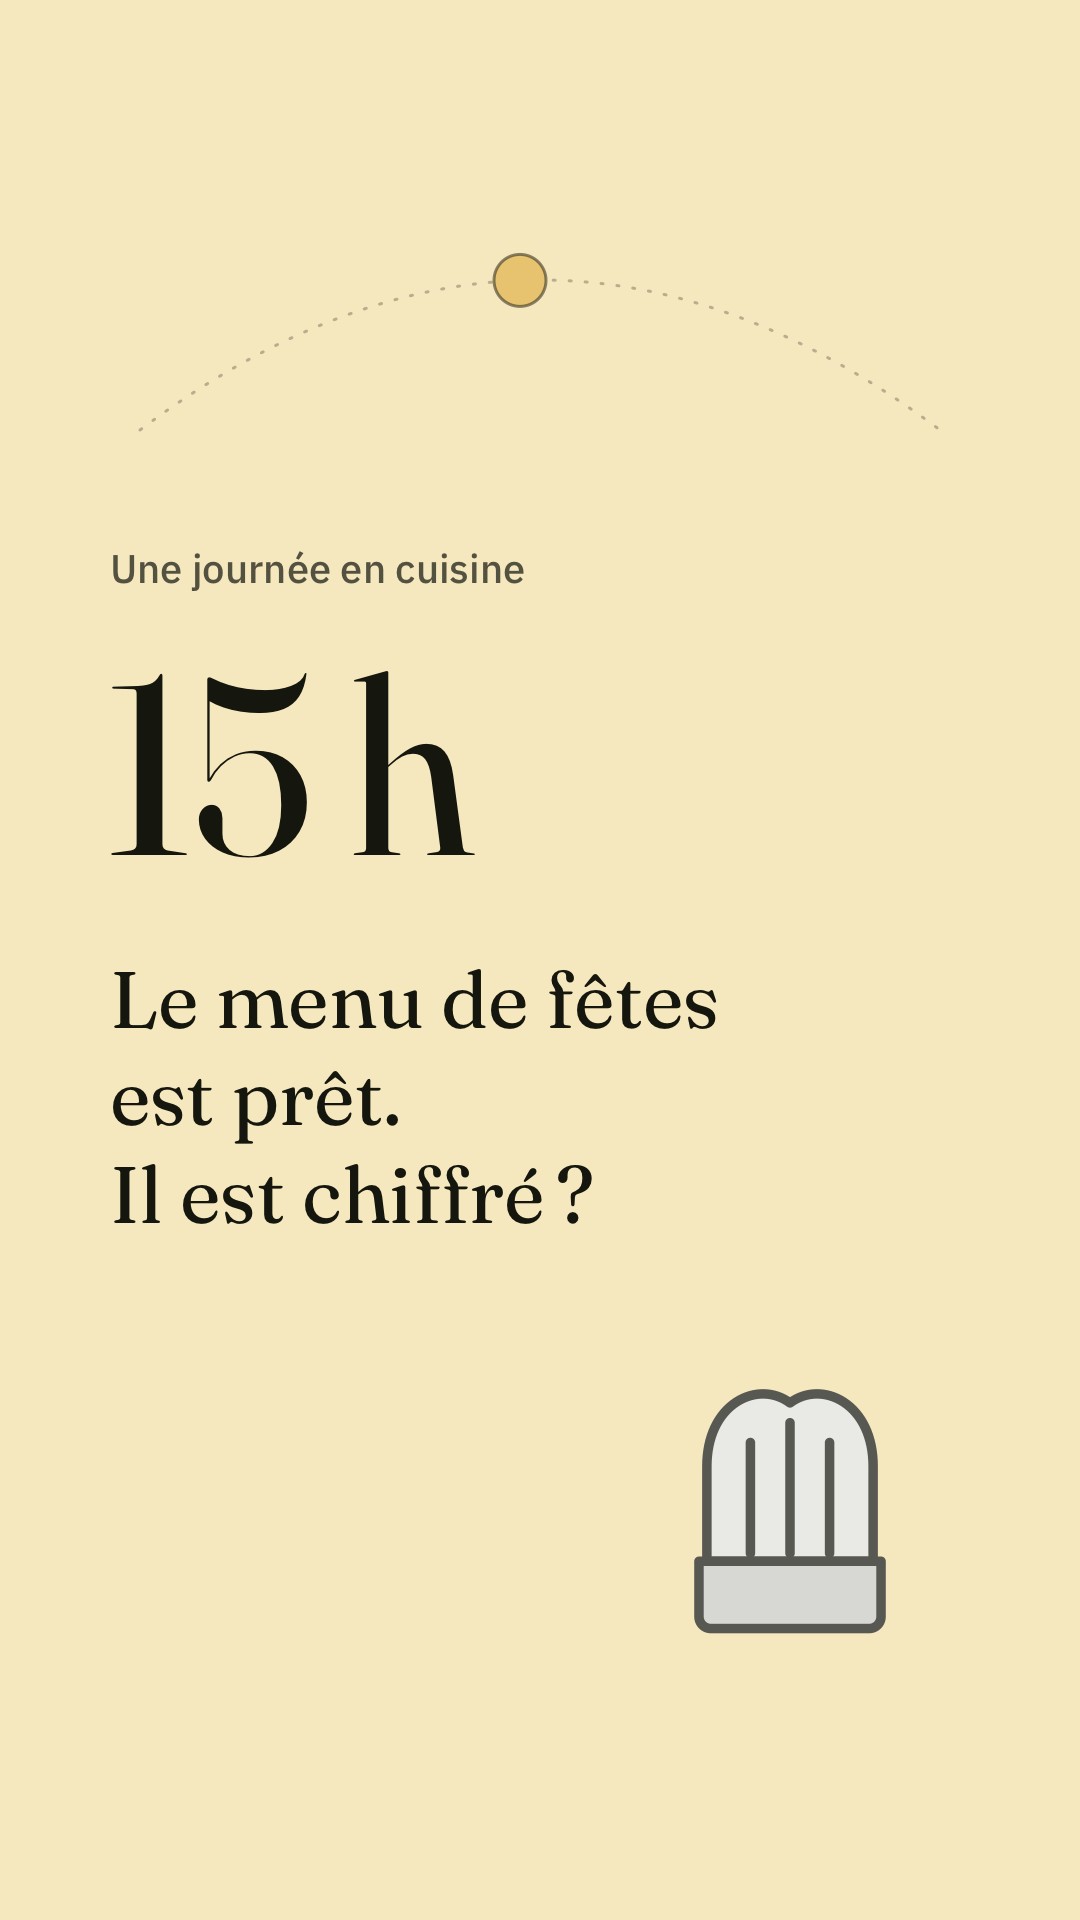 Une journée en cuisine
15 h
Le menu de fêtes
est prêt.
Il est chiffré ?